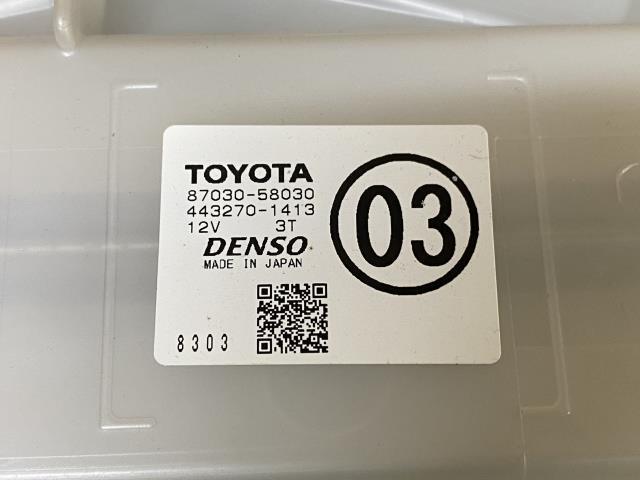 TOYOTA
87030-58030
443270-1413
12V 3T
DENSO
MADE IN JAPAN
03
8303